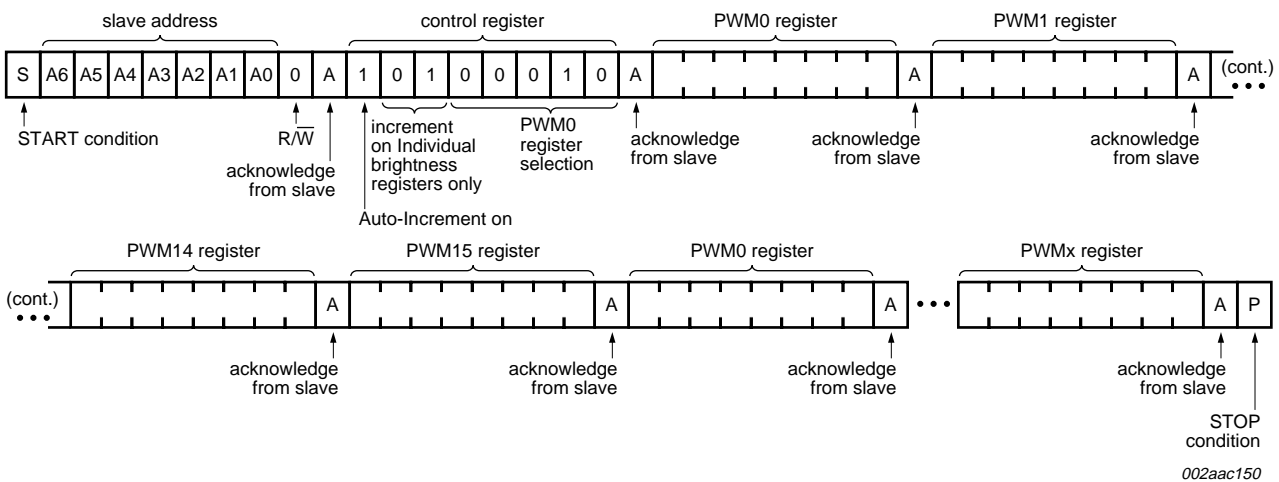 slave address control register PWM0 register PWM1 register
S A6 A5 A4 A3 A2 A1 A0 0 A 1 0 1 0 0 0 1 0 A A A (cont.)
START condition R/W̅ increment PWM0 acknowledge acknowledge acknowledge
on Individual register from slave from slave from slave
acknowledge brightness selection
from slave registers only
Auto-Increment on
PWM14 register PWM15 register PWM0 register PWMx register
(cont.) A A A A P
acknowledge acknowledge acknowledge acknowledge
from slave from slave from slave from slave
STOP
condition
002aac150